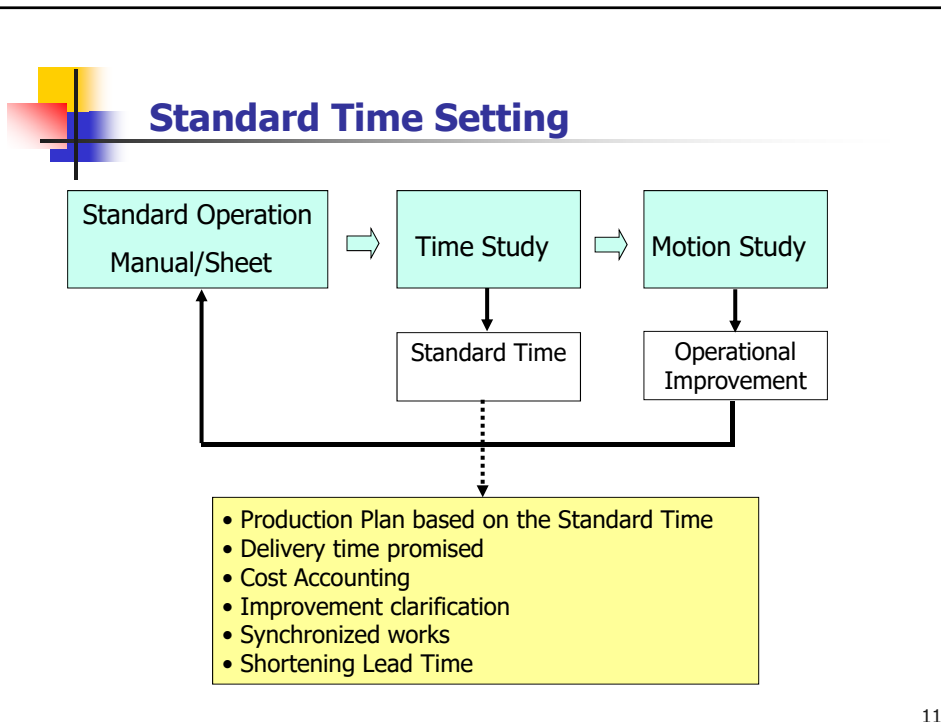 Standard Time Setting
Standard Operation
Manual/Sheet
Time Study
Motion Study
Standard Time
Operational
Improvement
• Production Plan based on the Standard Time
• Delivery time promised
• Cost Accounting
• Improvement clarification
• Synchronized works
• Shortening Lead Time
11